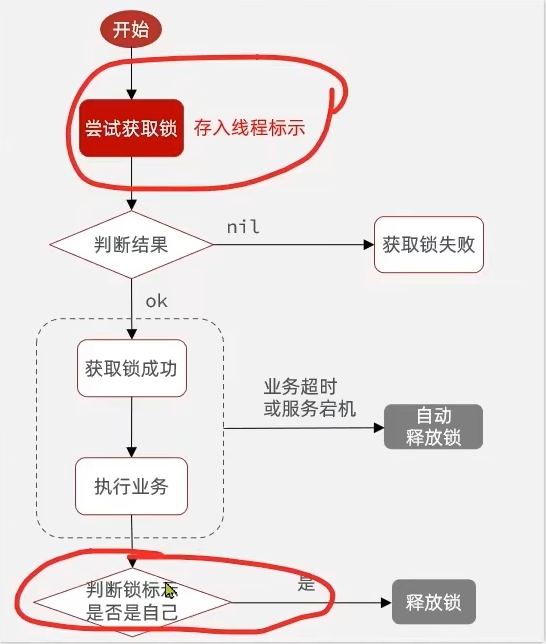 开始
尝试获取锁
存入线程标示
判断结果
nil
获取锁失败
ok
获取锁成功
业务超时
或服务宕机
自动
释放锁
执行业务
判断锁标示
是否是自己
是
释放锁